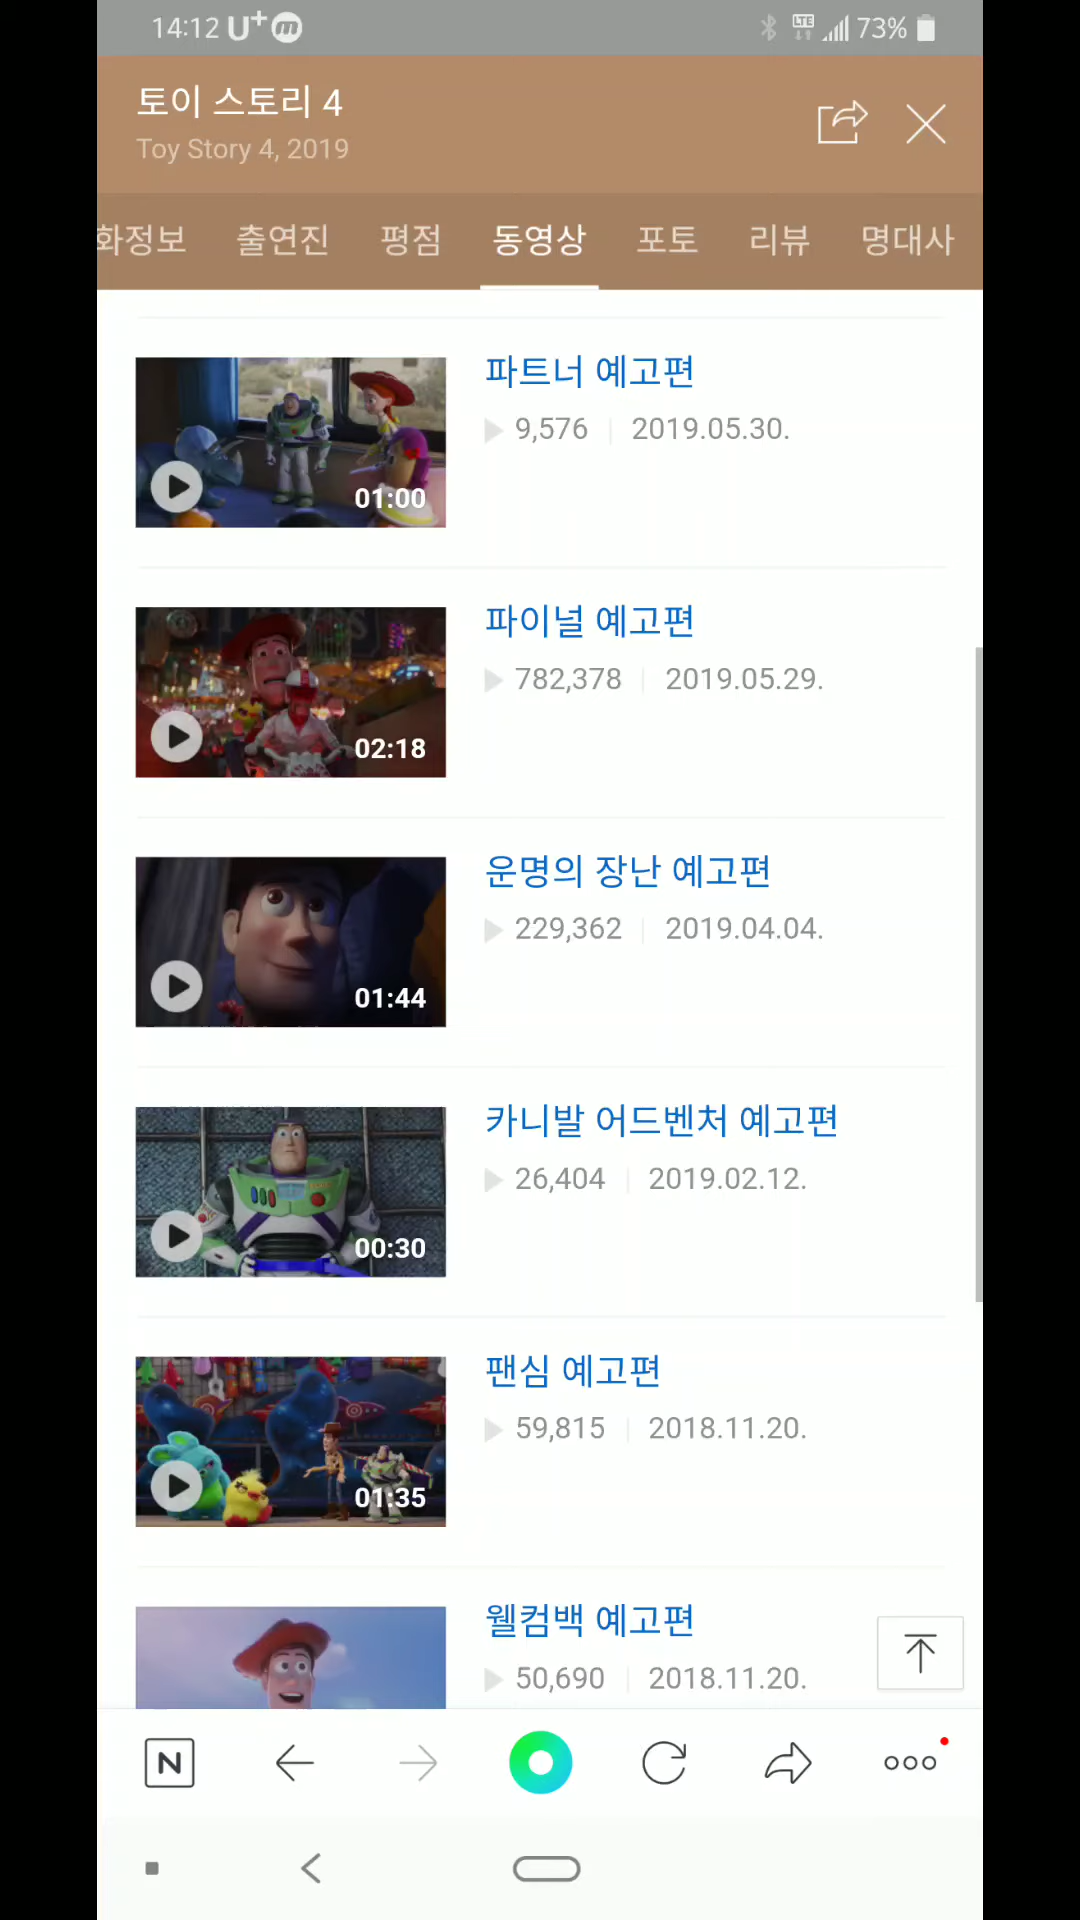 14:12 U+ m LTE 73%
토이 스토리 4
Toy Story 4, 2019
화정보 출연진 평점 동영상 포토 리뷰 명대사
파트너 예고편
9,576 2019.05.30.
01:00
파이널 예고편
782,378 2019.05.29.
02:18
운명의 장난 예고편
229,362 2019.04.04.
01:44
카니발 어드벤처 예고편
26,404 2019.02.12.
00:30
팬심 예고편
59,815 2018.11.20.
01:35
웰컴백 예고편
50,690 2018.11.20.
N